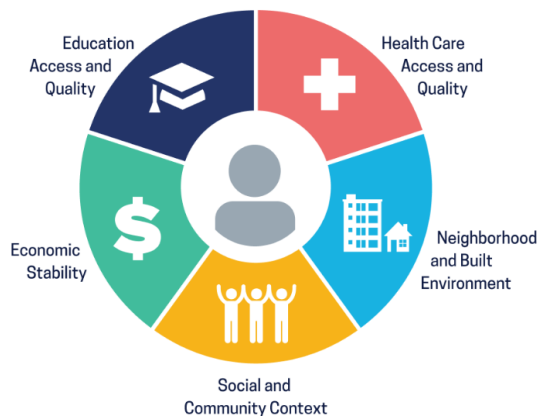 Education
Access and
Quality
Health Care
Access and
Quality
Economic
Stability
Neighborhood
and Built
Environment
Social and
Community Context